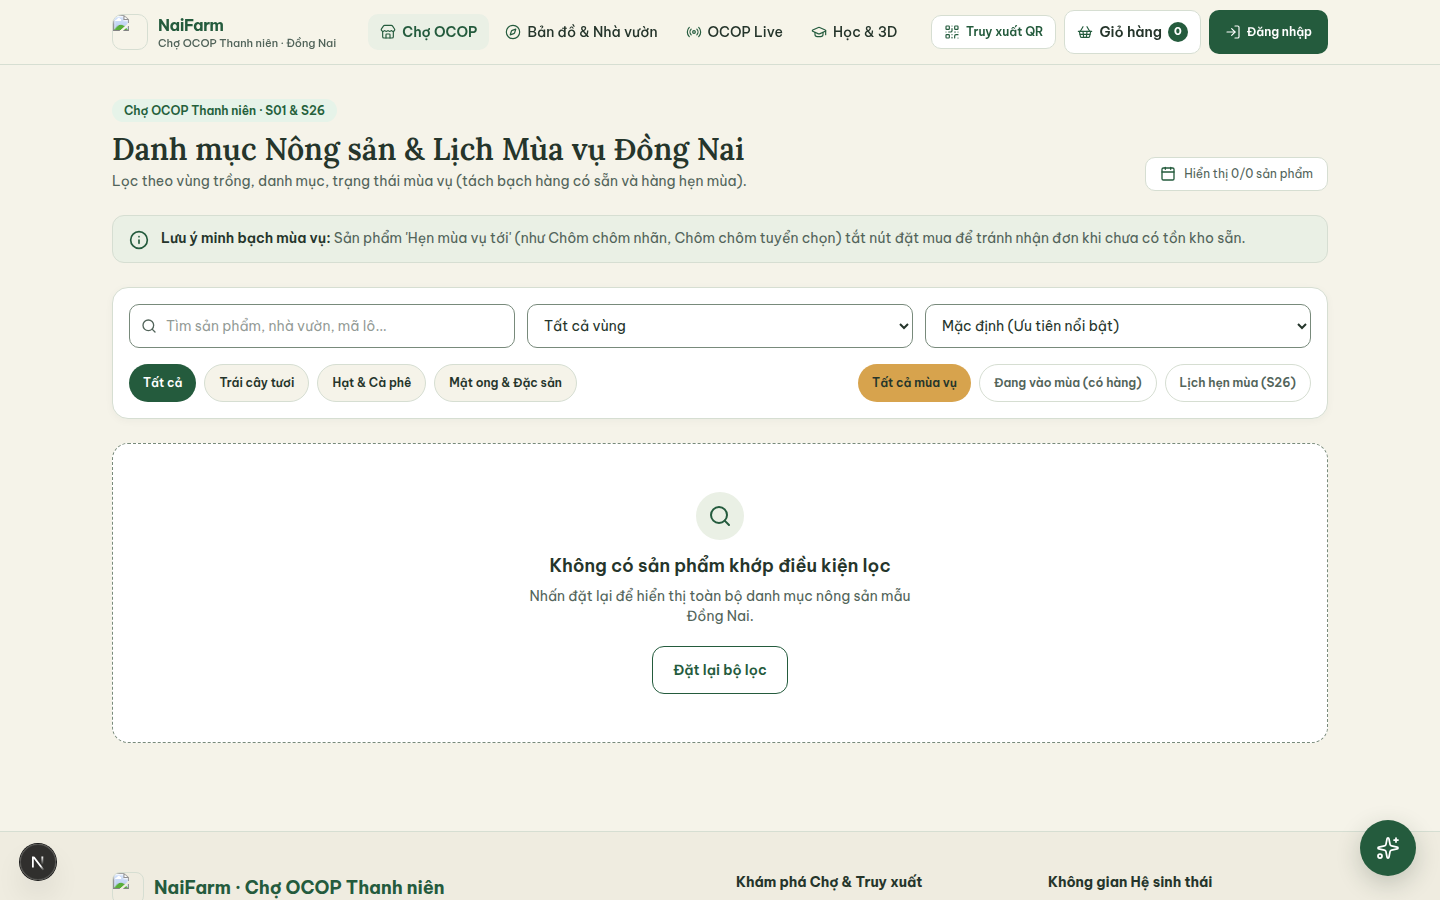 NaiFarm
Chợ OCOP Thanh niên · Đồng Nai
Chợ OCOP
Bản đồ & Nhà vườn
OCOP Live
Học & 3D
Truy xuất QR
Giỏ hàng 0
Đăng nhập
Chợ OCOP Thanh niên · S01 & S26
Danh mục Nông sản & Lịch Mùa vụ Đồng Nai
Lọc theo vùng trồng, danh mục, trạng thái mùa vụ (tách bạch hàng có sẵn và hàng hẹn mùa).
Hiển thị 0/0 sản phẩm
Lưu ý minh bạch mùa vụ: Sản phẩm 'Hẹn mùa vụ tới' (như Chôm chôm nhãn, Chôm chôm tuyển chọn) tắt nút đặt mua để tránh nhận đơn khi chưa có tồn kho sẵn.
Tìm sản phẩm, nhà vườn, mã lô...
Tất cả vùng
Mặc định (Ưu tiên nổi bật)
Tất cả
Trái cây tươi
Hạt & Cà phê
Mật ong & Đặc sản
Tất cả mùa vụ
Đang vào mùa (có hàng)
Lịch hẹn mùa (S26)
Không có sản phẩm khớp điều kiện lọc
Nhấn đặt lại để hiển thị toàn bộ danh mục nông sản mẫu
Đồng Nai.
Đặt lại bộ lọc
N
NaiFarm · Chợ OCOP Thanh niên
Khám phá Chợ & Truy xuất
Không gian Hệ sinh thái